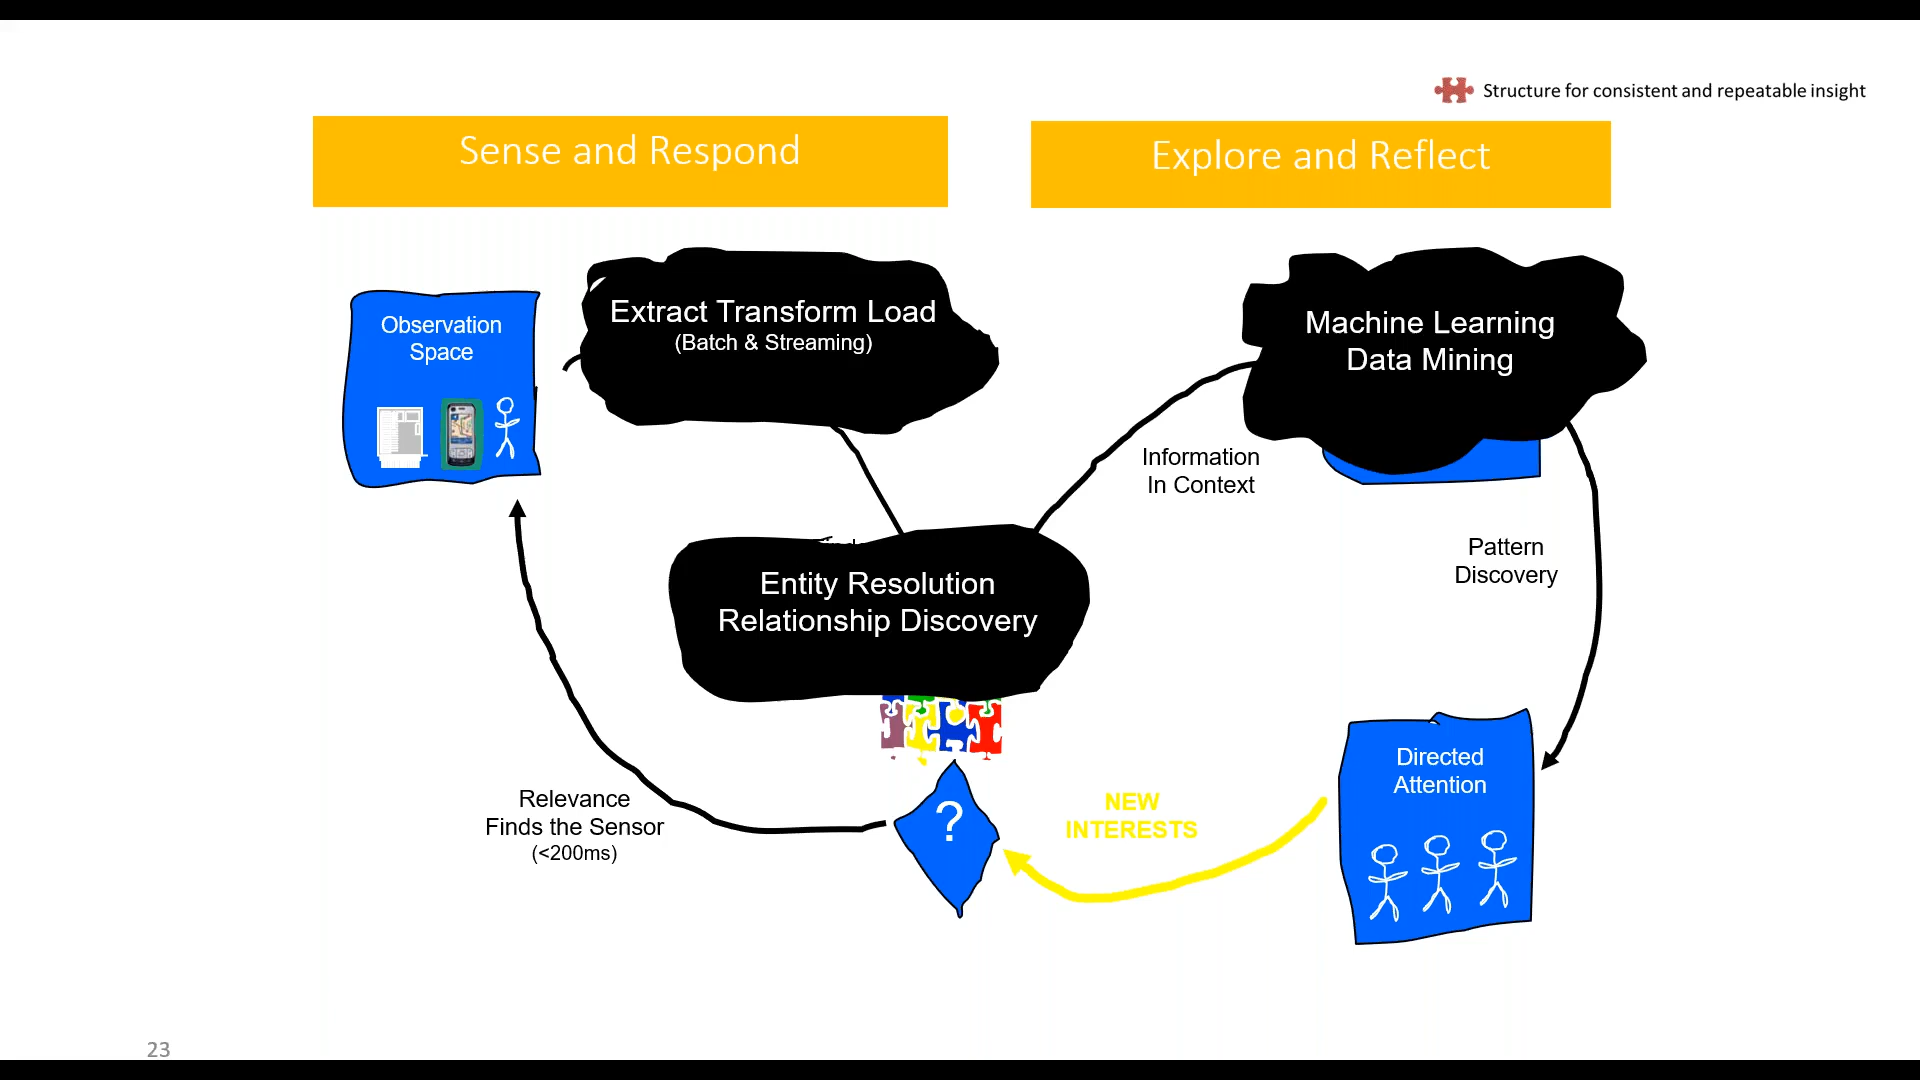 Structure for consistent and repeatable insight
Sense and Respond
Explore and Reflect
Observation
Space
Extract Transform Load
(Batch & Streaming)
Machine Learning
Data Mining
Information
In Context
Pattern
Discovery
Entity Resolution
Relationship Discovery
Relevance
Finds the Sensor
(<200ms)
?
NEW
INTERESTS
Directed
Attention
23